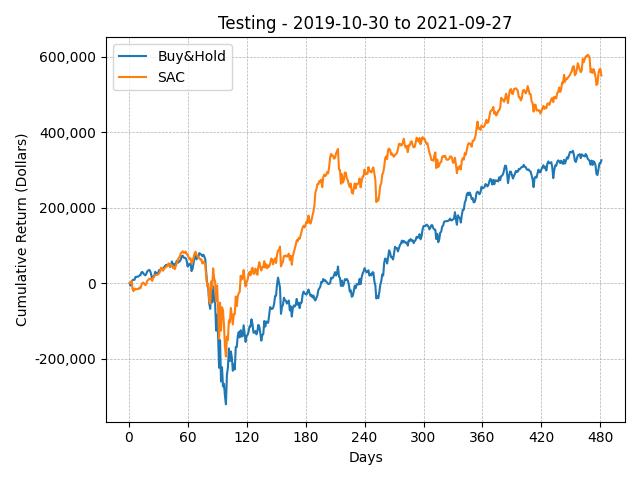 Testing - 2019-10-30 to 2021-09-27
Buy&Hold
SAC
Cumulative Return (Dollars)
600,000
400,000
200,000
0
-200,000
0 60 120 180 240 300 360 420 480
Days